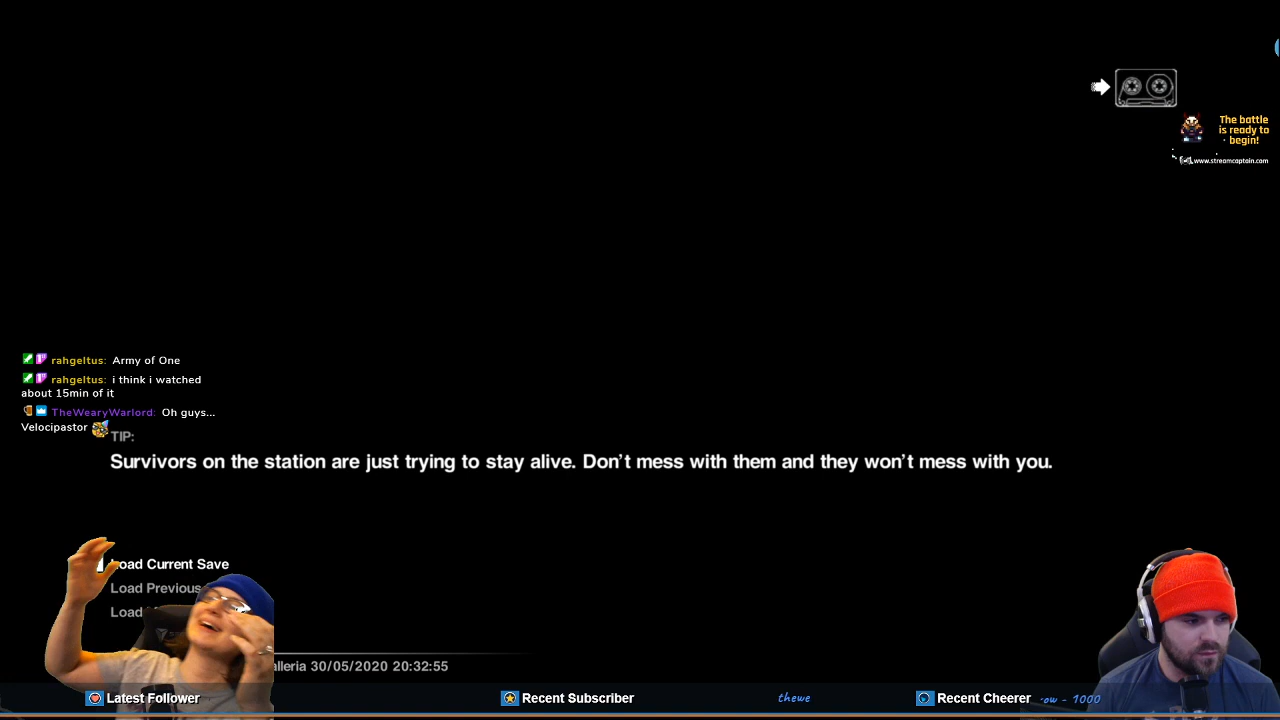 The battle
is ready to
begin!
www.streamcaptain.com
rahgeltus: Army of One
rahgeltus: i think i watched
about 15min of it
TheWearyWarlord: Oh guys...
Velocipastor
TIP:
Survivors on the station are just trying to stay alive. Don't mess with them and they won't mess with you.
Load Current Save
Load Previous
Load
alleria 30/05/2020 20:32:55
Latest Follower
Recent Subscriber
thewe
Recent Cheerer
ow - 1000